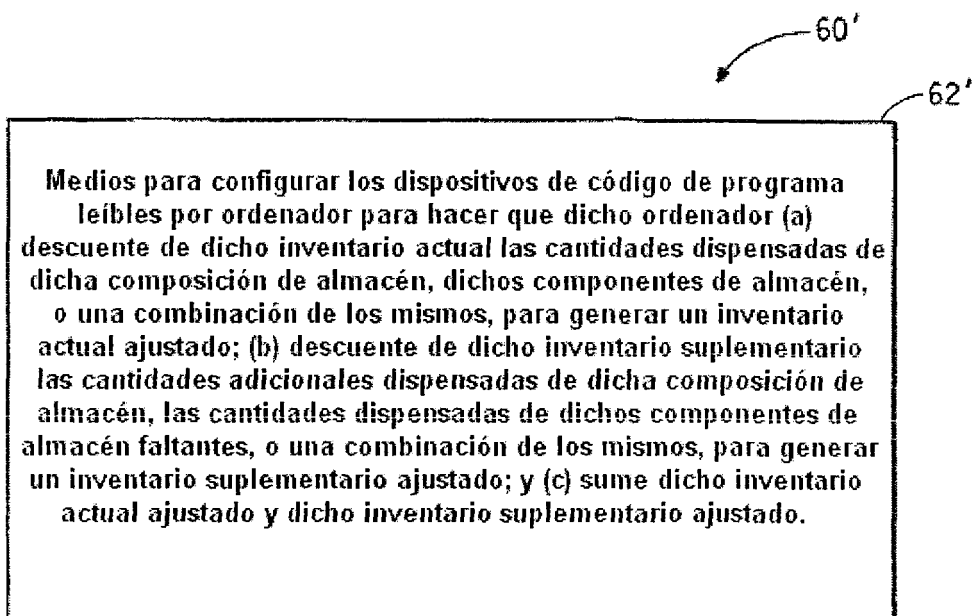 60'
62'
Medios para configurar los dispositivos de código de programa
leíbles por ordenador para hacer que dicho ordenador (a)
descuente de dicho inventario actual las cantidades dispensadas de
dicha composición de almacén, dichos componentes de almacén,
o una combinación de los mismos, para generar un inventario
actual ajustado; (b) descuente de dicho inventario suplementario
las cantidades adicionales dispensadas de dicha composición de
almacén, las cantidades dispensadas de dichos componentes de
almacén faltantes, o una combinación de los mismos, para generar
un inventario suplementario ajustado; y (c) sume dicho inventario
actual ajustado y dicho inventario suplementario ajustado.